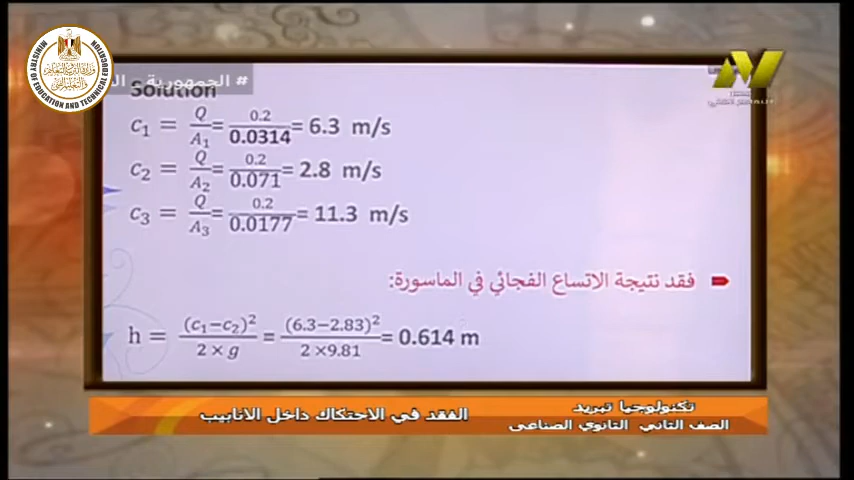 MINISTRY OF EDUCATION AND TECHNICAL EDUCATION
# الجمهورية
Solution
c₁ = Q/A₁ = 0.2/0.0314 = 6.3 m/s
c₂ = Q/A₂ = 0.2/0.071 = 2.8 m/s
c₃ = Q/A₃ = 0.2/0.0177 = 11.3 m/s
فقد نتيجة الاتساع الفجائي في الماسورة:
h = (c₁−c₂)²/2 × g = (6.3−2.83)²/2 ×9.81 = 0.614 m
تكنولوجيا تبريد
الصف الثاني الثانوي الصناعى
الفقد في الاحتكاك داخل الانابيب